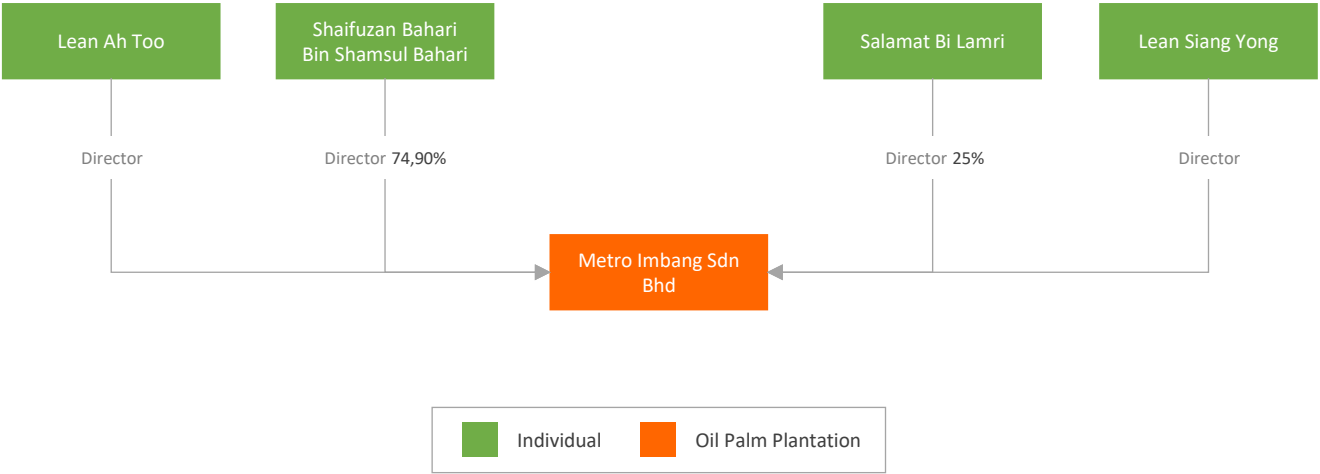 Lean Ah Too
Shaifuzan Bahari
Bin Shamsul Bahari
Salamat Bi Lamri
Lean Siang Yong
Director
Director 74,90%
Director 25%
Director
Metro Imbang Sdn
Bhd
Individual
Oil Palm Plantation